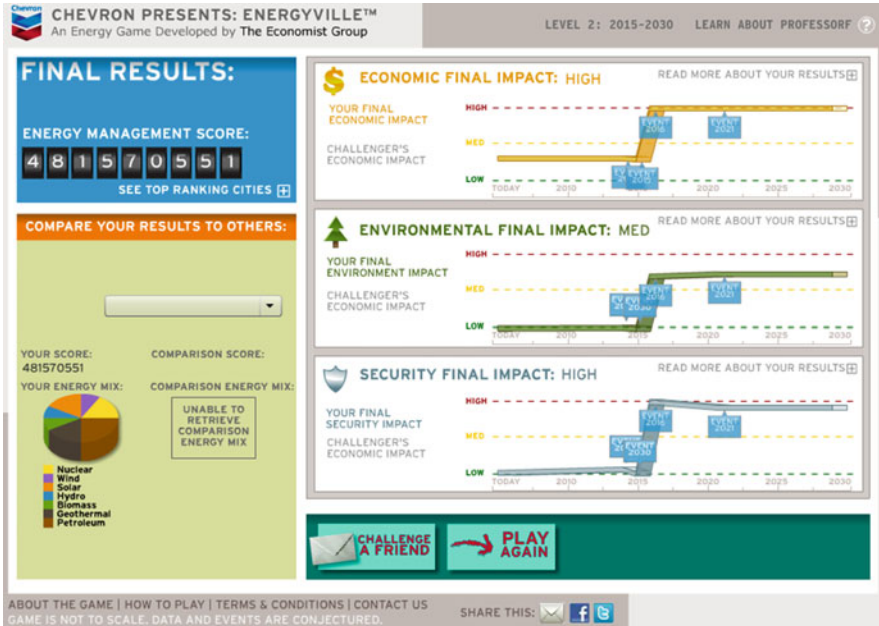 Chevron
CHEVRON PRESENTS: ENERGYVILLE™
An Energy Game Developed by The Economist Group
LEVEL 2: 2015-2030 LEARN ABOUT PROFESSORF ?
FINAL RESULTS:
ENERGY MANAGEMENT SCORE:
481570551
SEE TOP RANKING CITIES
COMPARE YOUR RESULTS TO OTHERS:
YOUR SCORE:
481570551
COMPARISON SCORE:
YOUR ENERGY MIX:
COMPARISON ENERGY MIX:
UNABLE TO
RETRIEVE
COMPARISON
ENERGY MIX
Nuclear
Wind
Solar
Hydro
Biomass
Geothermal
Petroleum
$ ECONOMIC FINAL IMPACT: HIGH
READ MORE ABOUT YOUR RESULTS
YOUR FINAL
ECONOMIC IMPACT
CHALLENGER'S
ECONOMIC IMPACT
HIGH
MED
LOW
EVENT
2016
EVENT
2021
EVENT
2015
TODAY 2010 2015 2020 2025 2030
ENVIRONMENTAL FINAL IMPACT: MED
READ MORE ABOUT YOUR RESULTS
YOUR FINAL
ENVIRONMENT IMPACT
CHALLENGER'S
ECONOMIC IMPACT
HIGH
MED
LOW
EVENT
2016
EVENT
2021
2030
TODAY 2010 2015 2020 2025 2030
SECURITY FINAL IMPACT: HIGH
READ MORE ABOUT YOUR RESULTS
YOUR FINAL
SECURITY IMPACT
CHALLENGER'S
ECONOMIC IMPACT
HIGH
MED
LOW
EVENT
2016
EVENT
2021
EVENT
2030
TODAY 2010 2015 2020 2025 2030
CHALLENGE
A FRIEND
PLAY
AGAIN
ABOUT THE GAME | HOW TO PLAY | TERMS & CONDITIONS | CONTACT US
GAME IS NOT TO SCALE. DATA AND EVENTS ARE CONJECTURED.
SHARE THIS: